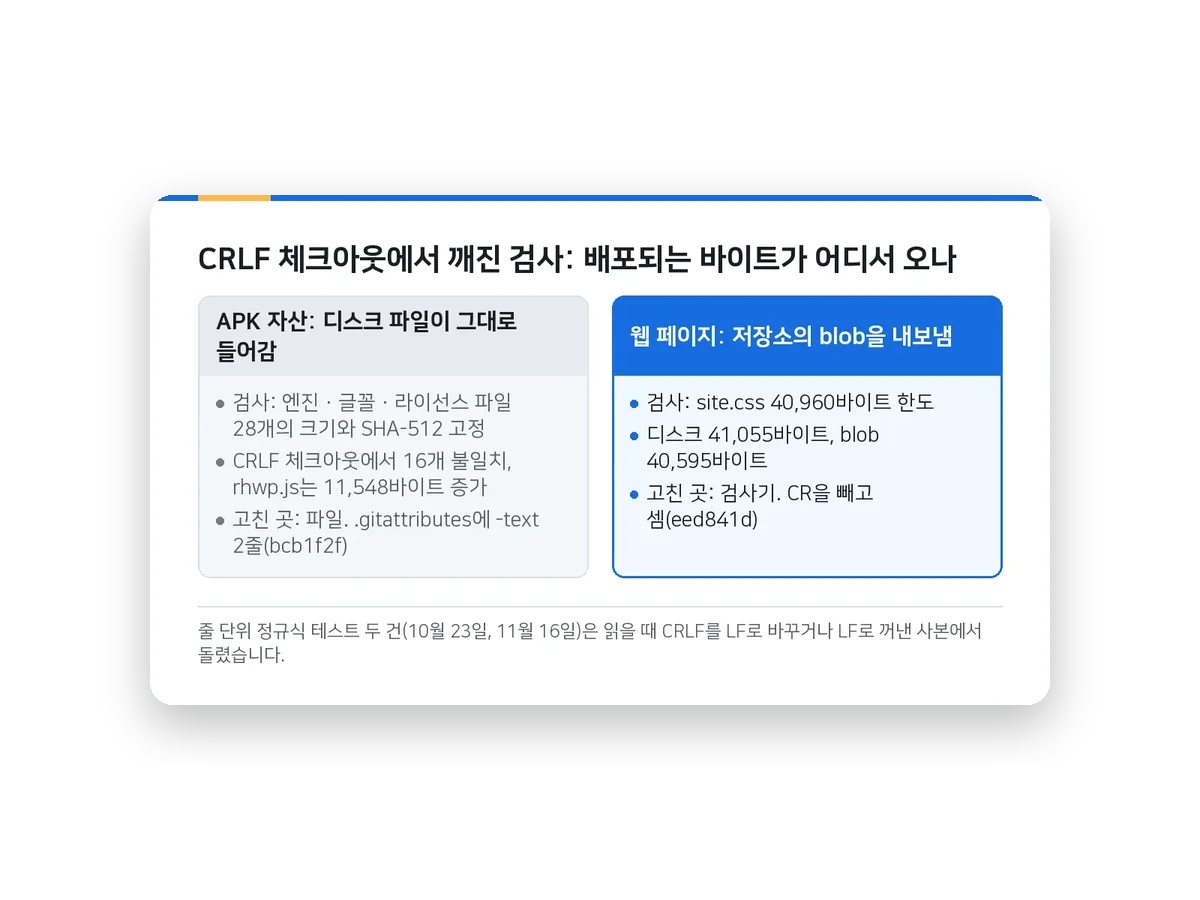 CRLF 체크아웃에서 깨진 검사: 배포되는 바이트가 어디서 오나
APK 자산: 디스크 파일이 그대로
들어감
• 검사: 엔진 · 글꼴 · 라이선스 파일
28개의 크기와 SHA-512 고정
• CRLF 체크아웃에서 16개 불일치,
rhwp.js는 11,548바이트 증가
• 고친 곳: 파일. .gitattributes에 -text
2줄(bcb1f2f)
웹 페이지: 저장소의 blob을 내보냄
• 검사: site.css 40,960바이트 한도
• 디스크 41,055바이트, blob
40,595바이트
• 고친 곳: 검사기. CR을 빼고
셈(eed841d)
줄 단위 정규식 테스트 두 건(10월 23일, 11월 16일)은 읽을 때 CRLF를 LF로 바꾸거나 LF로 꺼낸 사본에서
돌렸습니다.